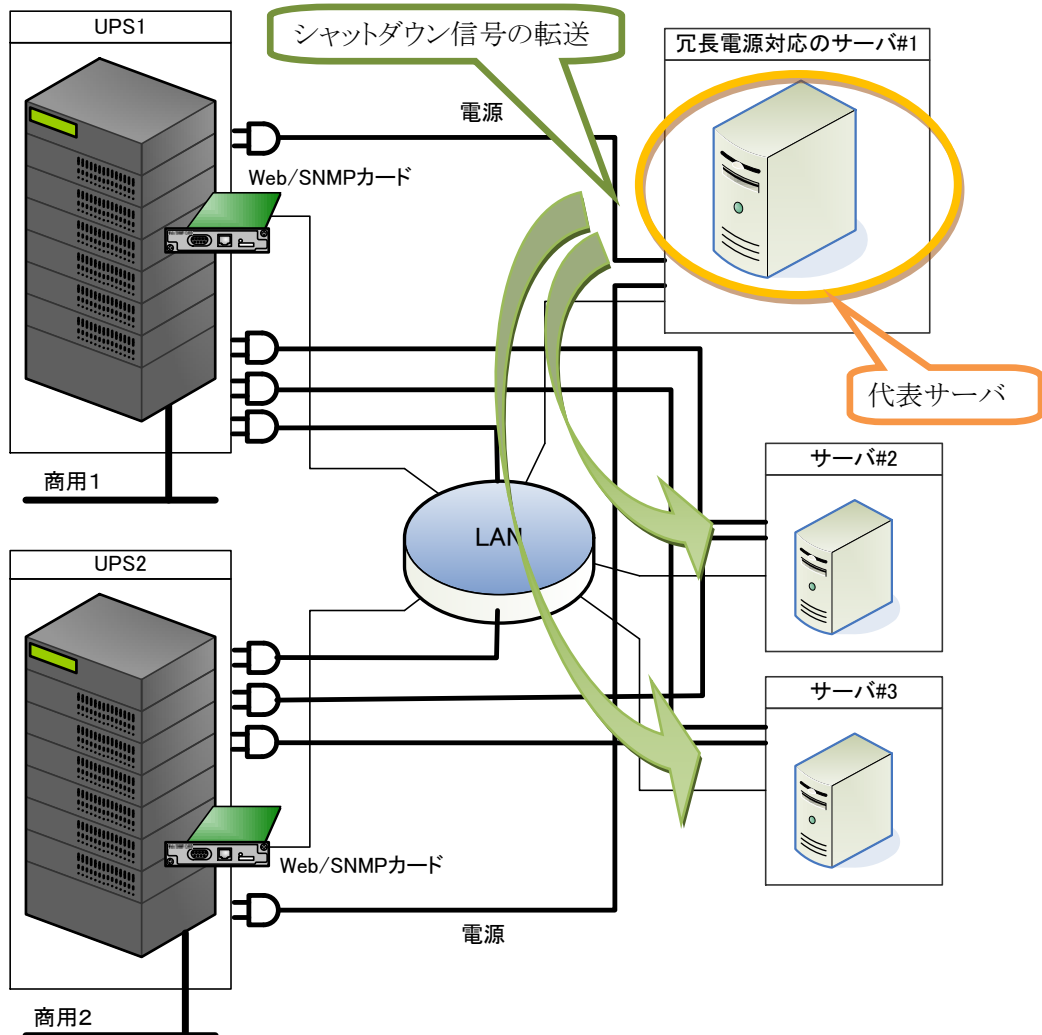 UPS1
シャットダウン信号の転送
冗長電源対応のサーバ#1
電源
Web/SNMPカード
代表サーバ
商用1
サーバ#2
LAN
UPS2
サーバ#3
Web/SNMPカード
電源
商用2